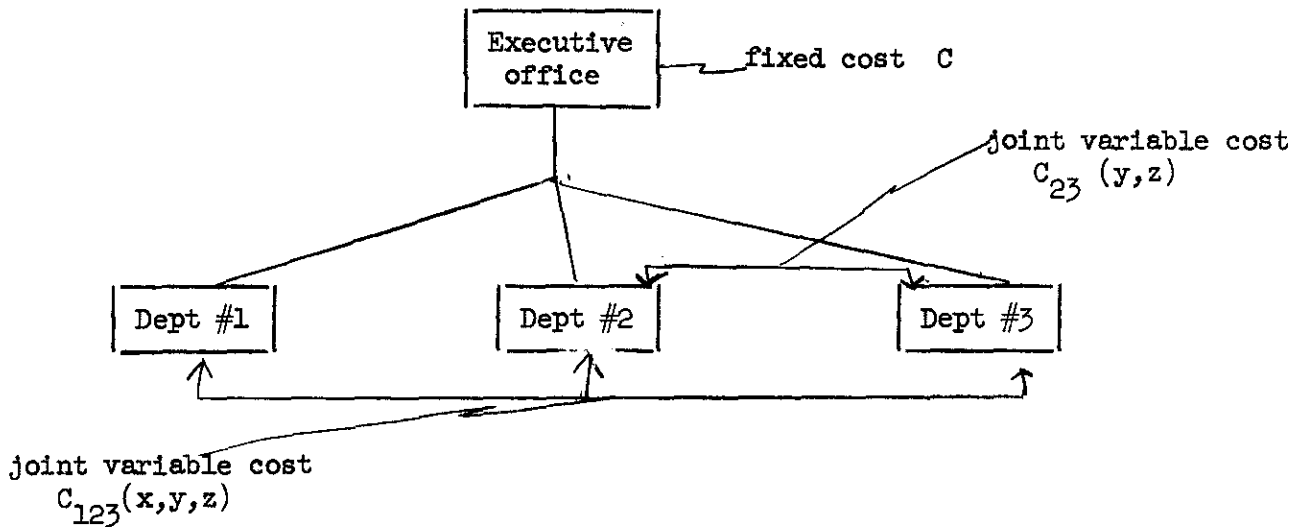 Executive
office
fixed cost C
joint variable cost
C₂₃ (y,z)
Dept #1
Dept #2
Dept #3
joint variable cost
C₁₂₃(x,y,z)